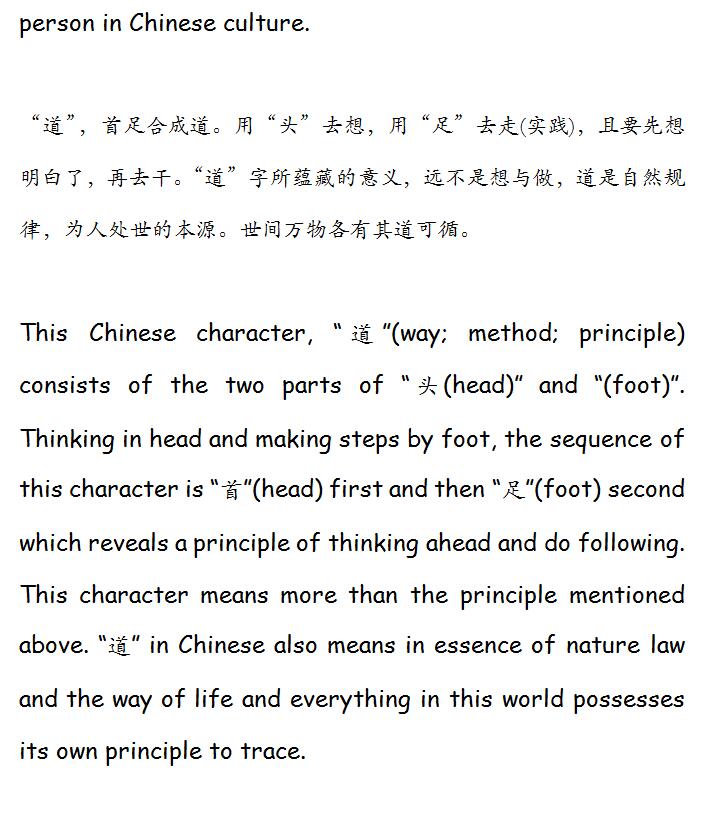 person in Chinese culture.
“道”，首足合成道。用“头”去想，用“足”去走(实践)，且要先想
明白了，再去干。“道”字所蕴藏的意义，远不是想与做，道是自然规
律，为人处世的本源。世间万物各有其道可循。
This Chinese character, “道”(way; method; principle)
consists of the two parts of “头(head)” and “(foot)”.
Thinking in head and making steps by foot, the sequence of
this character is “首”(head) first and then “足”(foot) second
which reveals a principle of thinking ahead and do following.
This character means more than the principle mentioned
above. “道” in Chinese also means in essence of nature law
and the way of life and everything in this world possesses
its own principle to trace.